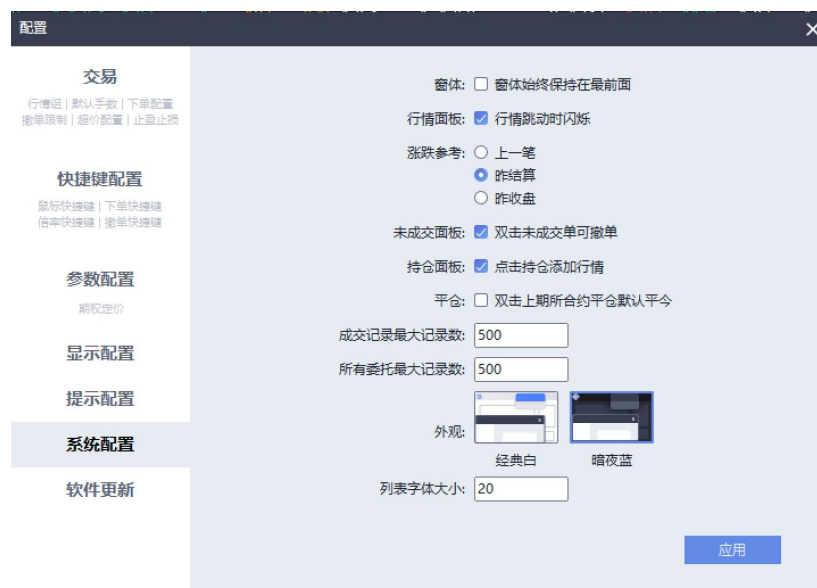 配置
交易
行情组 | 默认手数 | 下单配置
撤单限制 | 超价配置 | 止盈止损
快捷键配置
鼠标快捷键 | 下单快捷键
倍率快捷键 | 撤单快捷键
参数配置
期权定价
显示配置
提示配置
系统配置
软件更新
窗体: 窗体始终保持在最前面
行情面板: 行情跳动时闪烁
涨跌参考: 上一笔
昨结算
昨收盘
未成交面板: 双击未成交单可撤单
持仓面板: 点击持仓添加行情
平仓: 双击上期所合约平仓默认平今
成交记录最大记录数: 500
所有委托最大记录数: 500
外观:
经典白 暗夜蓝
列表字体大小: 20
应用